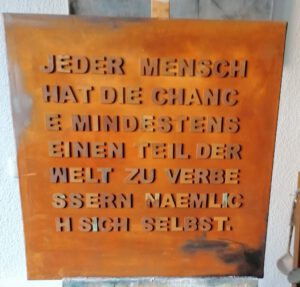 JEDER MENSCH
HAT DIE CHANC
E MINDESTENS
EINEN TEIL DER
WELT ZU VERBE
SSERN NAEMLIC
H SICH SELBST.